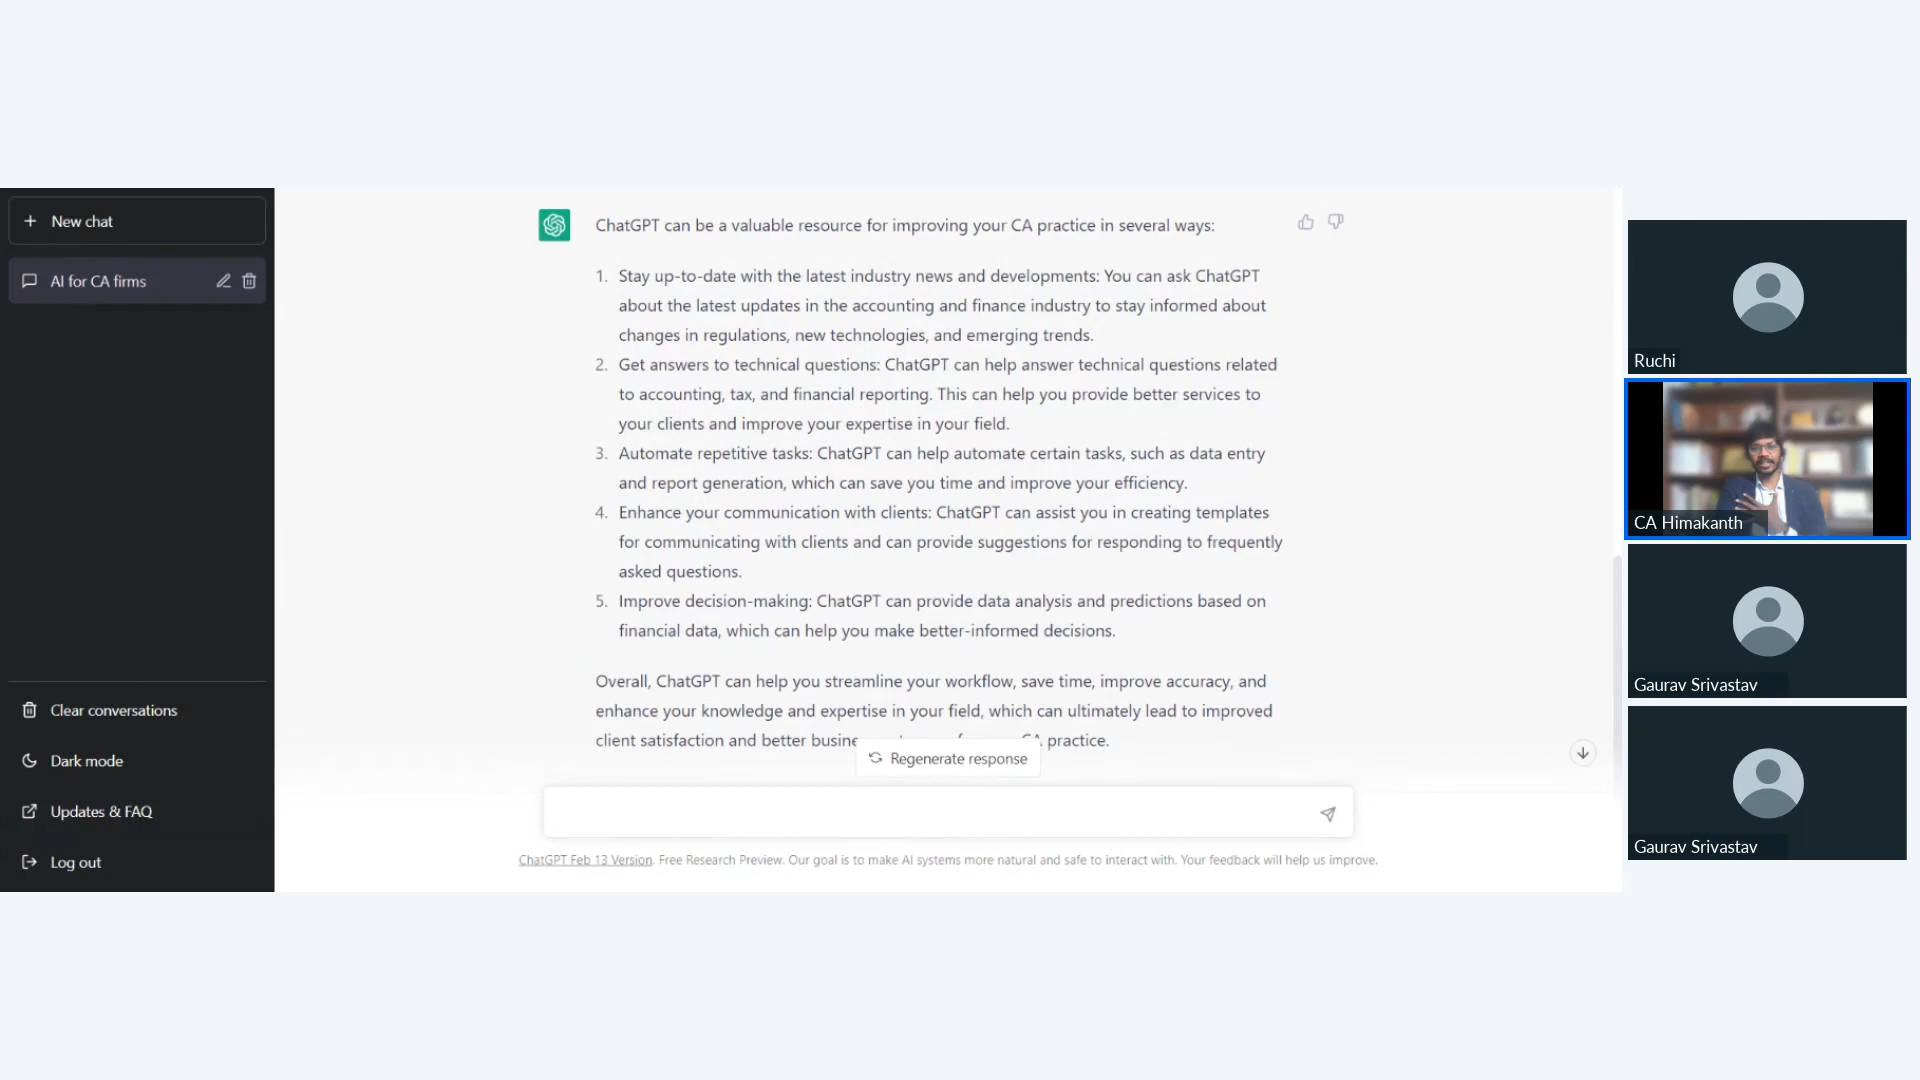 New chat
AI for CA firms
Clear conversations
Dark mode
Updates & FAQ
Log out
ChatGPT can be a valuable resource for improving your CA practice in several ways:
1. Stay up-to-date with the latest industry news and developments: You can ask ChatGPT
about the latest updates in the accounting and finance industry to stay informed about
changes in regulations, new technologies, and emerging trends.
2. Get answers to technical questions: ChatGPT can help answer technical questions related
to accounting, tax, and financial reporting. This can help you provide better services to
your clients and improve your expertise in your field.
3. Automate repetitive tasks: ChatGPT can help automate certain tasks, such as data entry
and report generation, which can save you time and improve your efficiency.
4. Enhance your communication with clients: ChatGPT can assist you in creating templates
for communicating with clients and can provide suggestions for responding to frequently
asked questions.
5. Improve decision-making: ChatGPT can provide data analysis and predictions based on
financial data, which can help you make better-informed decisions.
Overall, ChatGPT can help you streamline your workflow, save time, improve accuracy, and
enhance your knowledge and expertise in your field, which can ultimately lead to improved
client satisfaction and better practice.
Regenerate response
ChatGPT Feb 13 Version. Free Research Preview. Our goal is to make AI systems more natural and safe to interact with. Your feedback will help us improve.
Ruchi
CA Himakanth
Gaurav Srivastav
Gaurav Srivastav